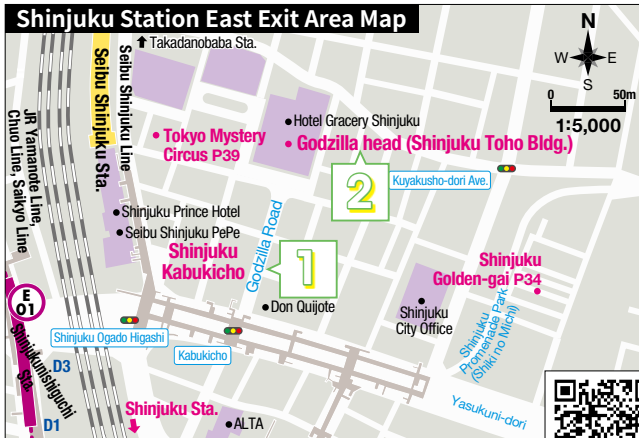 Shinjuku Station East Exit Area Map
Takadanobaba Sta.
N
W
E
S
0
50m
1:5,000
JR Yamanote Line,
Chuo Line, Saikyo Line
Seibu Shinjuku Sta.
Seibu Shinjuku Line
Hotel Gracery Shinjuku
Tokyo Mystery
Circus P39
Godzilla head (Shinjuku Toho Bldg.)
2
Kuyakusho-dori Ave.
Shinjuku Prince Hotel
Seibu Shinjuku PePe
Shinjuku
Kabukicho
Godzilla Road
1
Shinjuku
Golden-gai P34
Don Quijote
Shinjuku
City Office
Shinjuku
Promenade Park
(Shiki no Michi)
E
01
Shinjukunshiguchi
Sta.
Shinjuku Ogado Higashi
Kabukicho
D3
D1
Yasukuni-dori
Shinjuku Sta.
ALTA